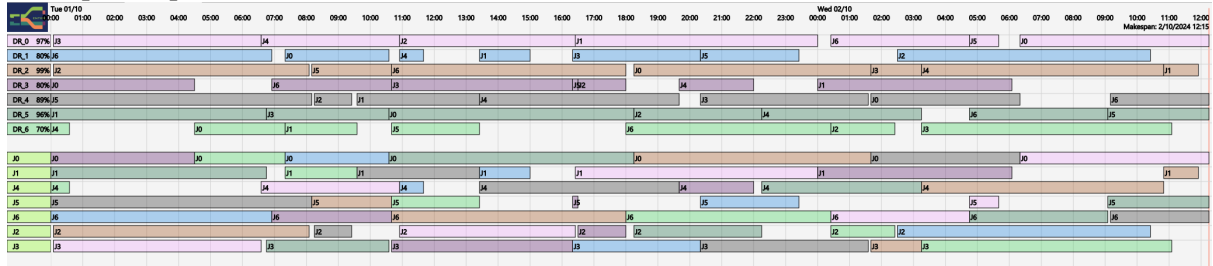 Tue 01/10 Wed 02/10
0:00 01:00 02:00 03:00 04:00 05:00 06:00 07:00 08:00 09:00 10:00 11:00 12:00 13:00 14:00 15:00 16:00 17:00 18:00 19:00 20:00 21:00 22:00 23:00 00:00 01:00 02:00 03:00 04:00 05:00 06:00 07:00 08:00 09:00 10:00 11:00 12:00
Makespan: 2/10/2024 12:15
DR_0 97% J3 J4 J2 J1 J6 J5 J0
DR_1 80% J6 J0 J4 J1 J3 J5 J2
DR_2 99% J2 J5 J6 J0 J3 J4 J1
DR_3 80% J0 J6 J3 J5 J2 J4 J1
DR_4 89% J5 J2 J1 J4 J3 J0 J6
DR_5 96% J1 J3 J0 J2 J4 J6 J5
DR_6 70% J4 J0 J1 J5 J6 J2 J3
J0 J0 J0 J0 J0 J0 J0 J0
J1 J1 J1 J1 J1 J1 J1 J1
J4 J4 J4 J4 J4 J4 J4 J4
J5 J5 J5 J5 J5 J5 J5 J5
J6 J6 J6 J6 J6 J6 J6 J6
J2 J2 J2 J2 J2 J2 J2 J2
J3 J3 J3 J3 J3 J3 J3 J3